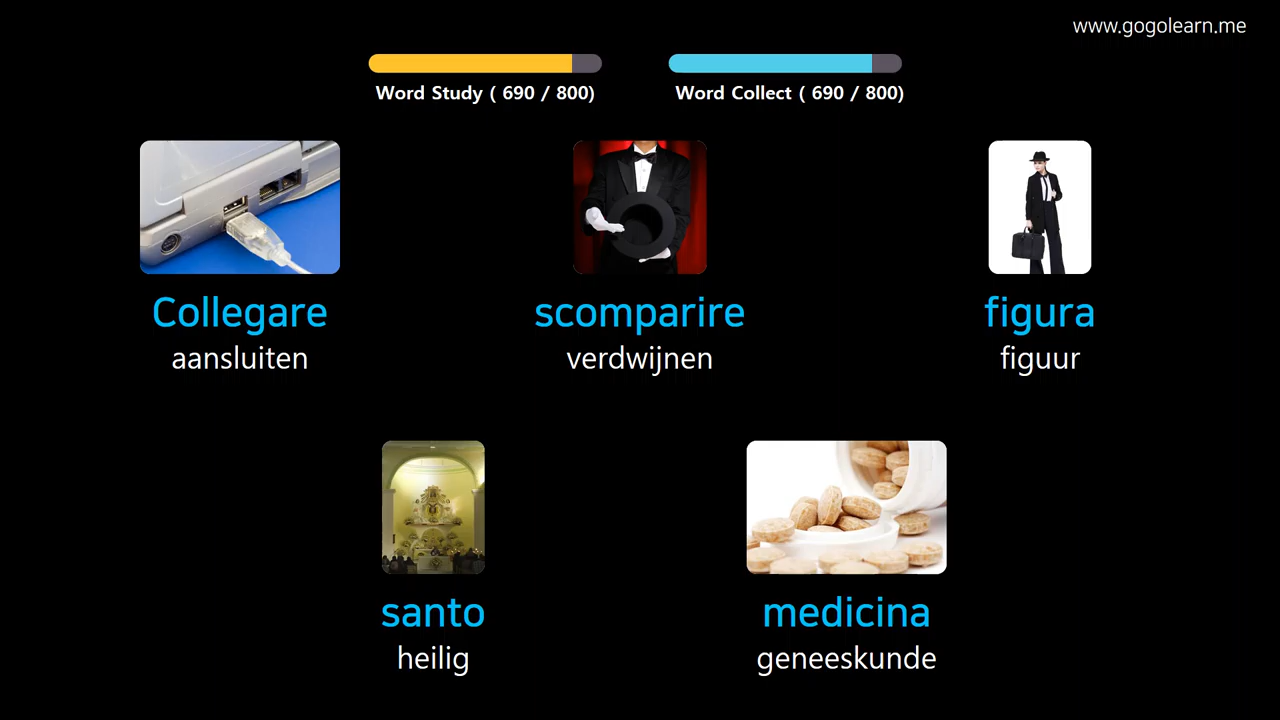 www.gogolearn.me
Word Study ( 690 / 800)
Word Collect ( 690 / 800)
Collegare
aansluiten
scomparire
verdwijnen
figura
figuur
santo
heilig
medicina
geneeskunde